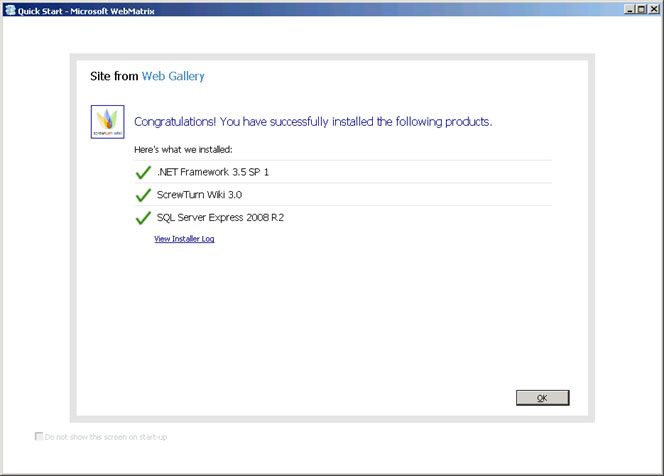 Quick Start - Microsoft WebMatrix
Site from Web Gallery
screwturn wiki
Congratulations! You have successfully installed the following products.
Here's what we installed:
.NET Framework 3.5 SP 1
ScrewTurn Wiki 3.0
SQL Server Express 2008 R2
View Installer Log
OK
Do not show this screen on start-up